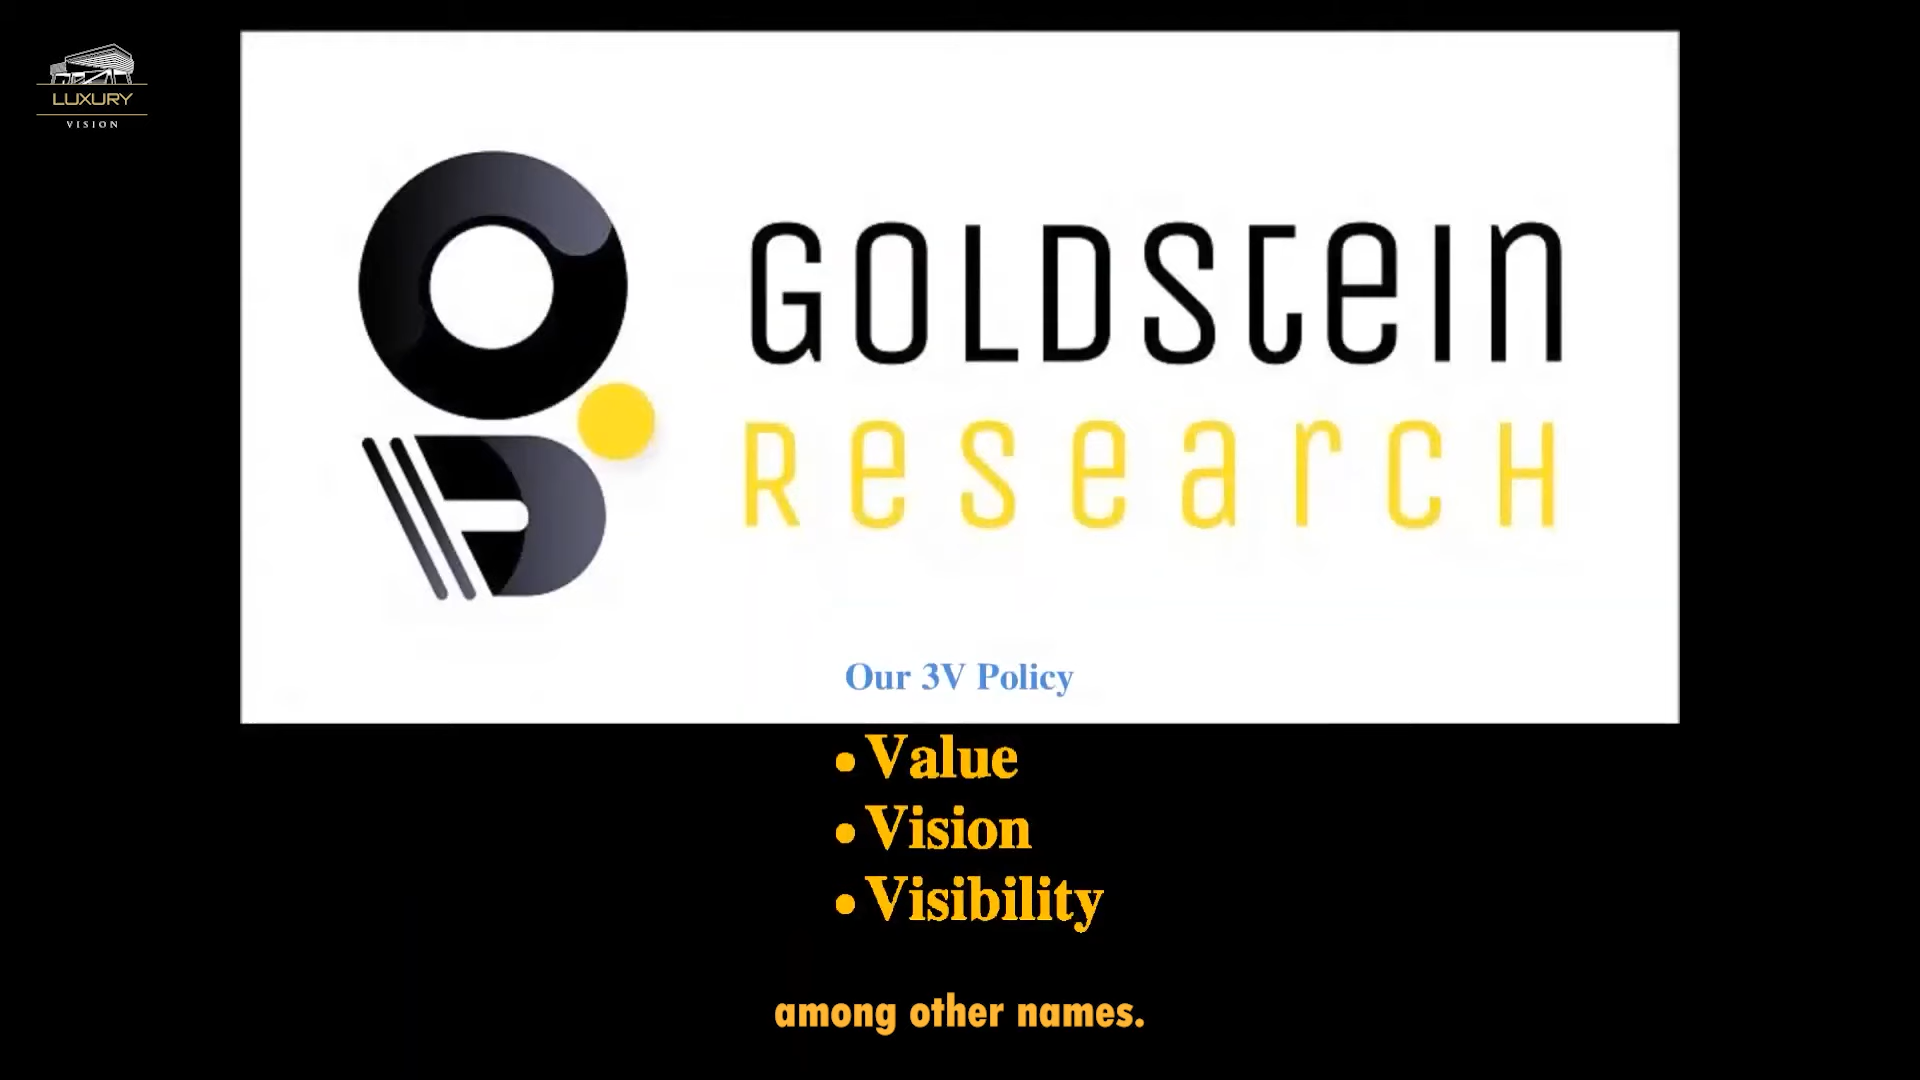 LUXURY
VISION
GOLDStein
ReSearcH
Our 3V Policy
• Value
• Vision
• Visibility
among other names.